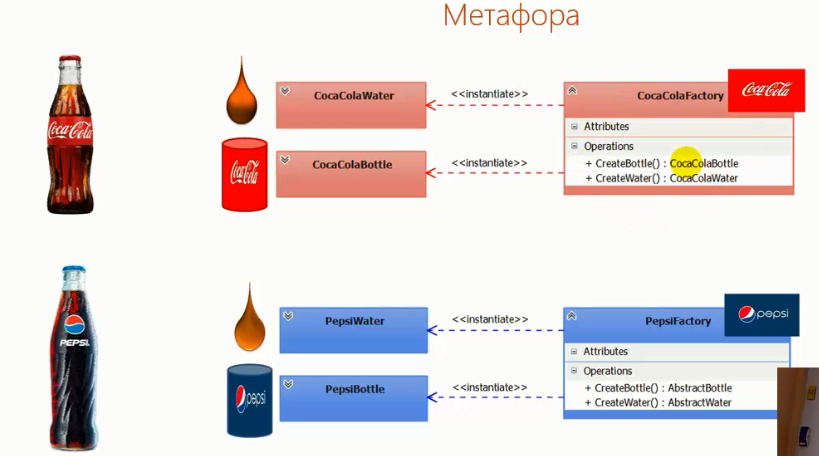 Метафора
Coca-Cola
CocaColaWater
<<instantiate>>
CocaColaFactory
Coca-Cola
Attributes
Operations
+ CreateBottle() : CocaColaBottle
+ CreateWater() : CocaColaWater
Coca-Cola
CocaColaBottle
<<instantiate>>
PEPSI
PepsiWater
<<instantiate>>
PepsiFactory
pepsi
Attributes
Operations
+ CreateBottle() : AbstractBottle
+ CreateWater() : AbstractWater
pepsi
PepsiBottle
<<instantiate>>